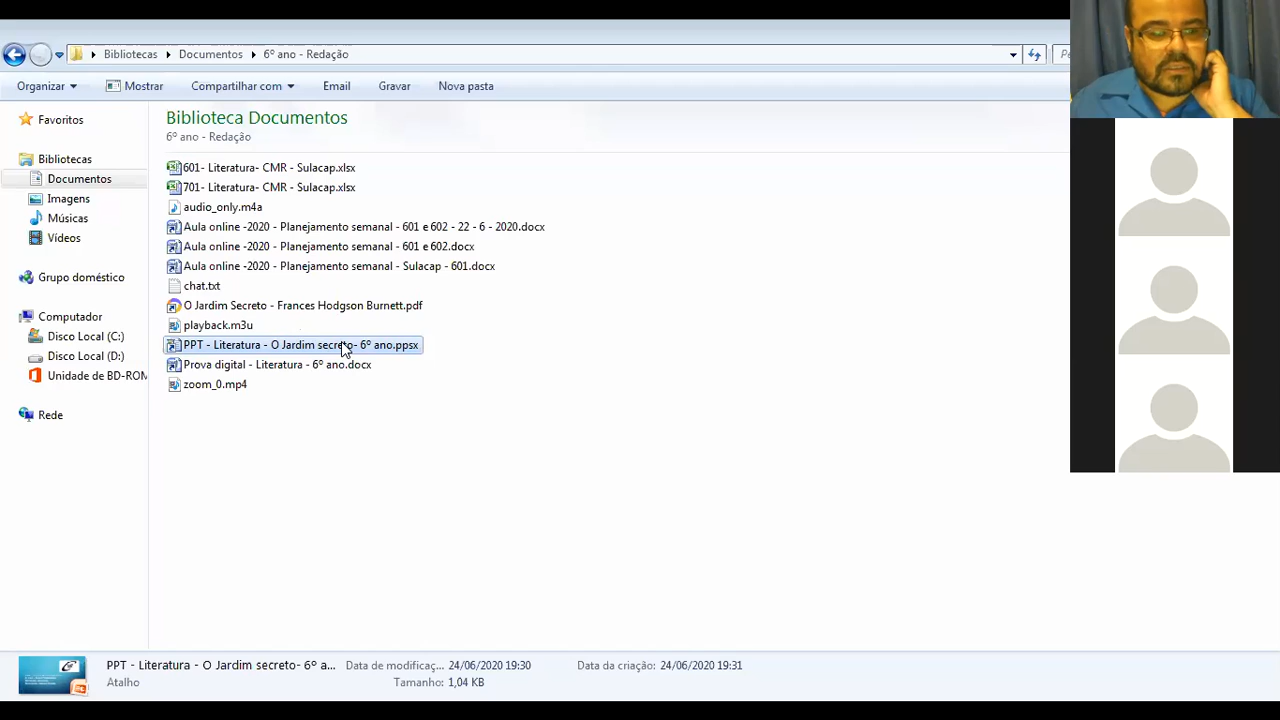 Bibliotecas Documentos 6º ano - Redação
Organizar Mostrar Compartilhar com Email Gravar Nova pasta
Favoritos
Bibliotecas
Documentos
Imagens
Músicas
Vídeos
Grupo doméstico
Computador
Disco Local (C:)
Disco Local (D:)
Unidade de BD-ROM
Rede
Biblioteca Documentos
6º ano - Redação
601- Literatura- CMR - Sulacap.xlsx
701- Literatura- CMR - Sulacap.xlsx
audio_only.m4a
Aula online -2020 - Planejamento semanal - 601 e 602 - 22 - 6 - 2020.docx
Aula online -2020 - Planejamento semanal - 601 e 602.docx
Aula online -2020 - Planejamento semanal - Sulacap - 601.docx
chat.txt
O Jardim Secreto - Frances Hodgson Burnett.pdf
playback.m3u
PPT - Literatura - O Jardim secreto- 6º ano.ppsx
Prova digital - Literatura - 6º ano.docx
zoom_0.mp4
PPT - Literatura - O Jardim secreto- 6º a... Data de modificaç... 24/06/2020 19:30 Data da criação: 24/06/2020 19:31
Atalho Tamanho: 1,04 KB